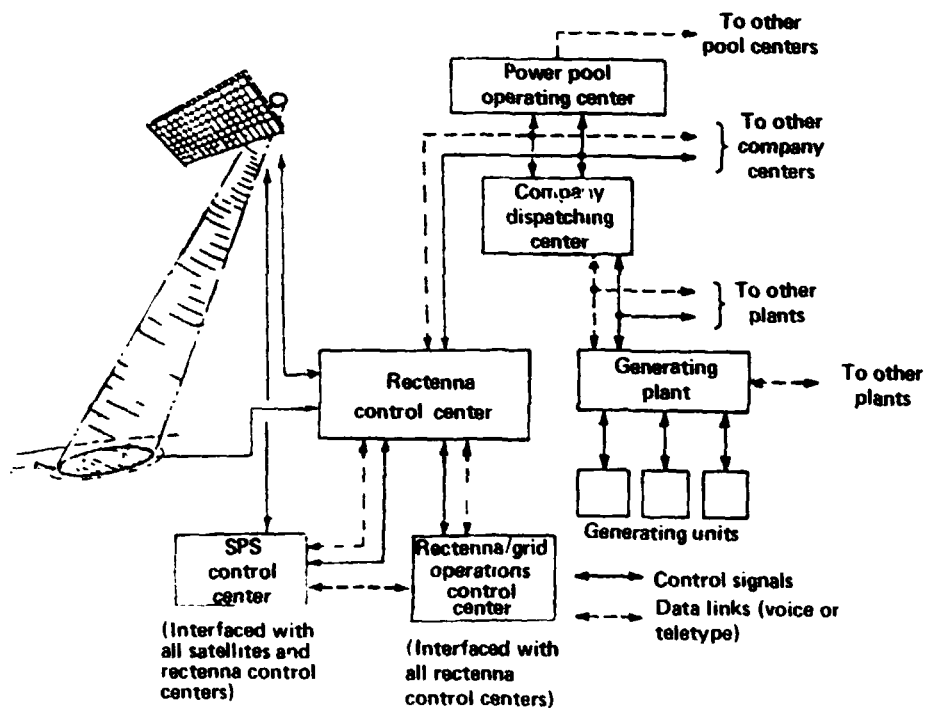 To other
pool centers
Power pool
operating center
To other
company
centers
Company
dispatching
center
To other
plants
Rectenna
control center
Generating
plant
To other
plants
Generating units
SPS
control
center
Rectenna/grid
operations
control
center
Control signals
Data links (voice or
teletype)
(Interfaced with
all satellites and
rectenna control
centers)
(Interfaced with
all rectenna
control centers)